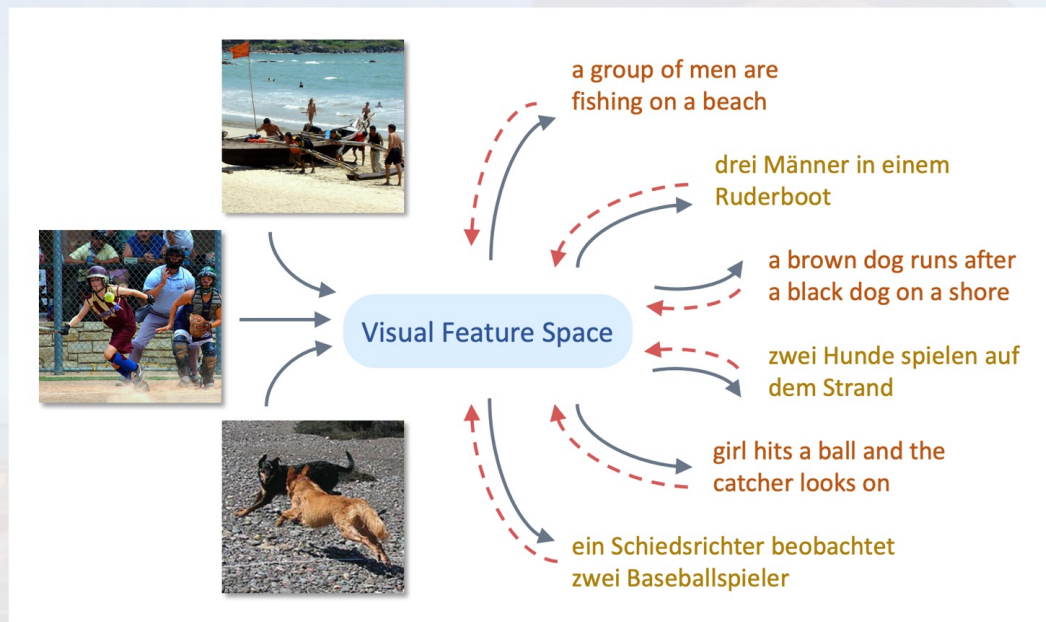 a group of men are
fishing on a beach
drei Männer in einem
Ruderboot
a brown dog runs after
a black dog on a shore
Visual Feature Space
zwei Hunde spielen auf
dem Strand
girl hits a ball and the
catcher looks on
ein Schiedsrichter beobachtet
zwei Baseballspieler